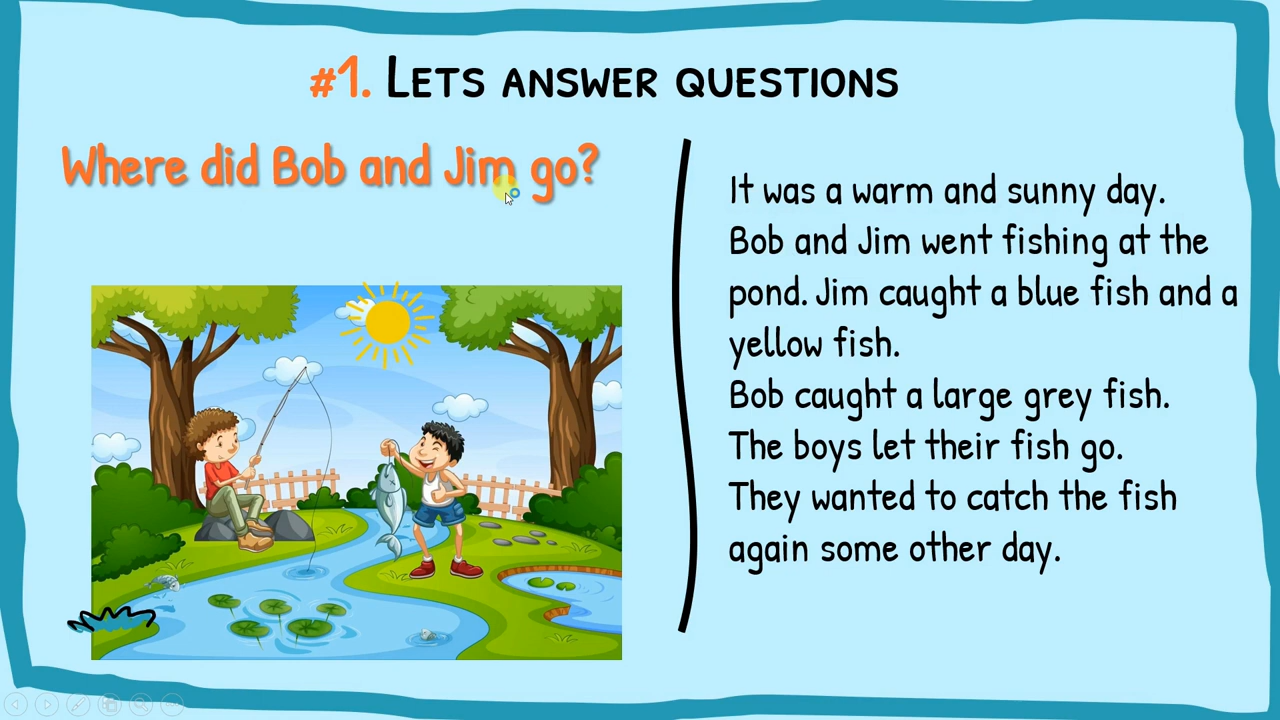 #1. LETS ANSWER QUESTIONS
Where did Bob and Jim go?
It was a warm and sunny day.
Bob and Jim went fishing at the
pond. Jim caught a blue fish and a
yellow fish.
Bob caught a large grey fish.
The boys let their fish go.
They wanted to catch the fish
again some other day.